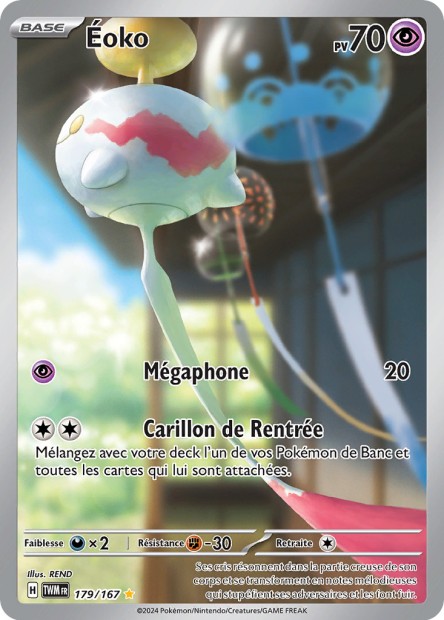 BASE Éoko PV 70
Mégaphone 20
Carillon de Rentrée
Mélangez avec votre deck l'un de vos Pokémon de Banc et
toutes les cartes qui lui sont attachées.
Faiblesse ×2 Résistance -30 Retraite
Illus. REND
H TWM FR 179/167
Ses cris résonnent dans la partie creuse de son
corps et se transforment en notes mélodieuses
qui stupéfient ses adversaires et les font fuir.
©2024 Pokémon/Nintendo/Creatures/GAME FREAK